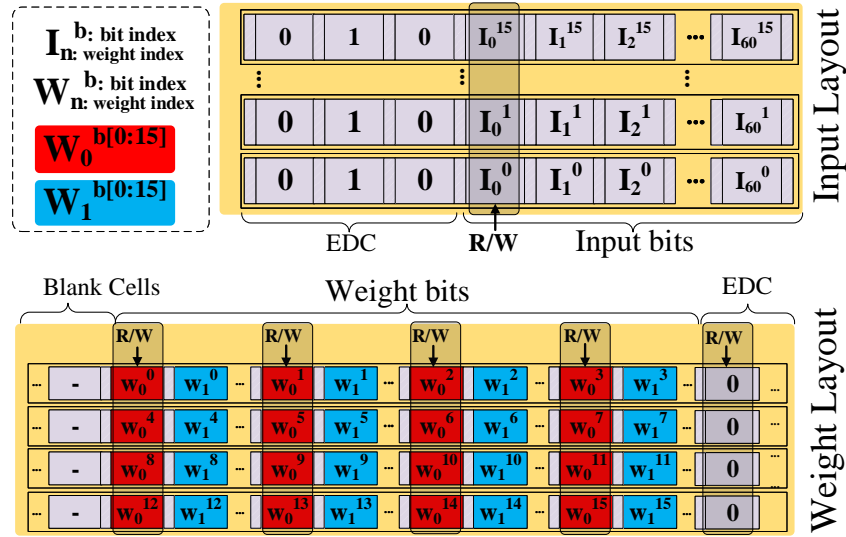 I_n^b: bit index
n: weight index
W_n^b: bit index
n: weight index
W_0^b[0:15]
W_1^b[0:15]
0 1 0 I_0^15 I_1^15 I_2^15 ... I_60^15
⋮ ⋮ ⋮
0 1 0 I_0^1 I_1^1 I_2^1 ... I_60^1
0 1 0 I_0^0 I_1^0 I_2^0 ... I_60^0
EDC R/W Input bits
Input Layout
Blank Cells Weight bits EDC
R/W R/W R/W R/W R/W
... - w_0^0 w_1^0 ... w_0^1 w_1^1 ... w_0^2 w_1^2 ... w_0^3 w_1^3 ... 0 ...
... - w_0^4 w_1^4 ... w_0^5 w_1^5 ... w_0^6 w_1^6 ... w_0^7 w_1^7 ... 0 ...
... - w_0^8 w_1^8 ... w_0^9 w_1^9 ... w_0^10 w_1^10 ... w_0^11 w_1^11 ... 0 ...
... - w_0^12 w_1^12 ... w_0^13 w_1^13 ... w_0^14 w_1^14 ... w_0^15 w_1^15 ... 0 ...
Weight Layout